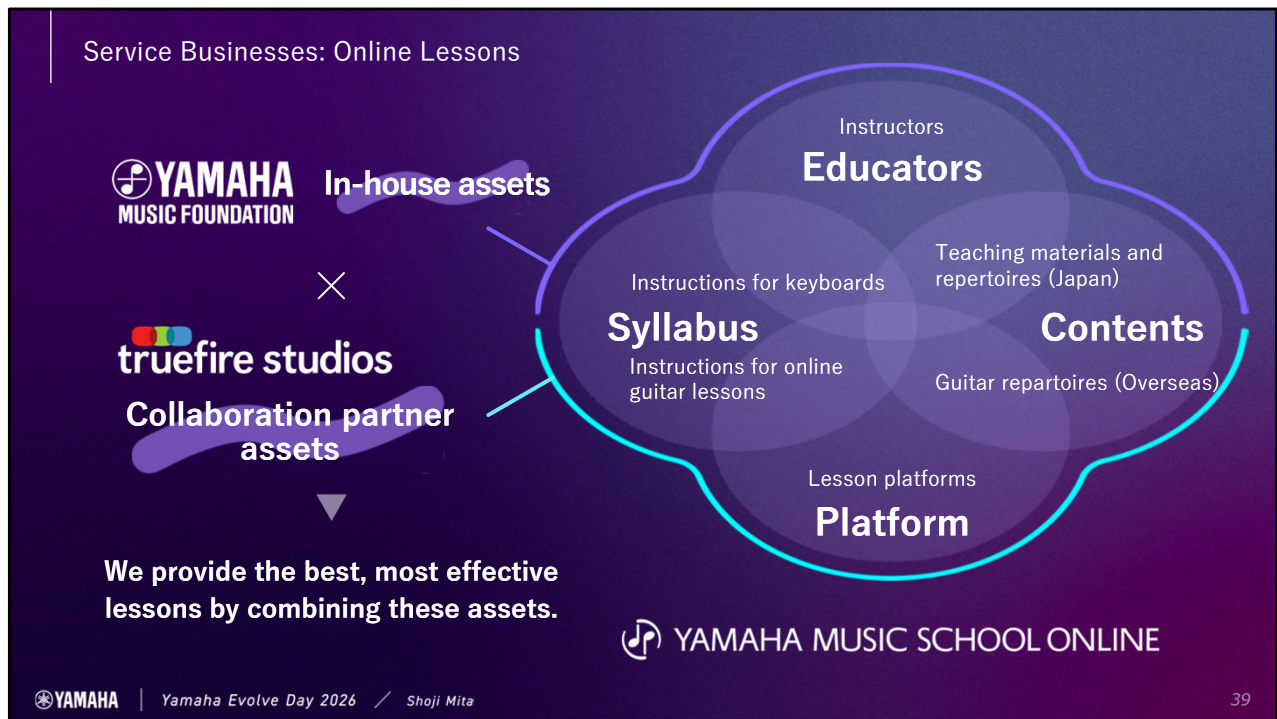 Service Businesses: Online Lessons
YAMAHA
MUSIC FOUNDATION
In-house assets
truefire studios
Collaboration partner
assets
We provide the best, most effective
lessons by combining these assets.
Instructors
Educators
Instructions for keyboards
Syllabus
Instructions for online
guitar lessons
Teaching materials and
repertoires (Japan)
Contents
Guitar repartoires (Overseas)
Lesson platforms
Platform
YAMAHA MUSIC SCHOOL ONLINE
YAMAHA
Yamaha Evolve Day 2026 / Shoji Mita
39